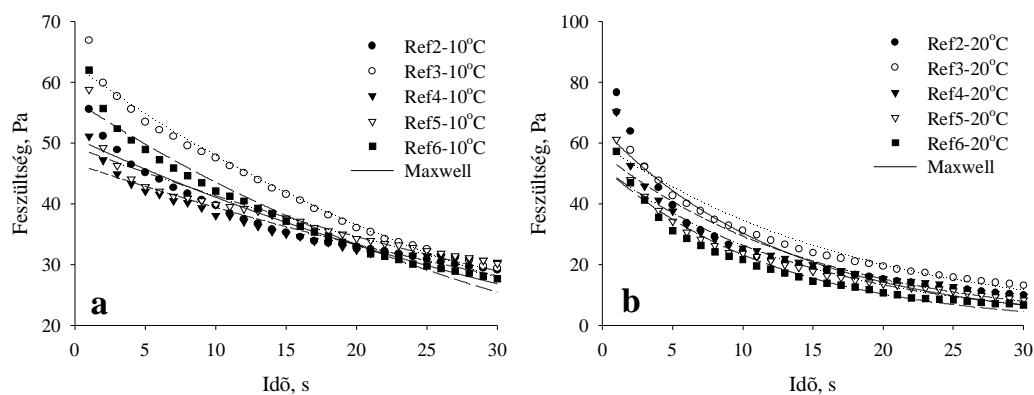 70
60
50
40
30
20
Feszültség, Pa
Ref2-10°C
Ref3-10°C
Ref4-10°C
Ref5-10°C
Ref6-10°C
Maxwell
a
0 5 10 15 20 25 30
Idõ, s
100
80
60
40
20
0
Feszültség, Pa
Ref2-20°C
Ref3-20°C
Ref4-20°C
Ref5-20°C
Ref6-20°C
Maxwell
b
0 5 10 15 20 25 30
Idõ, s